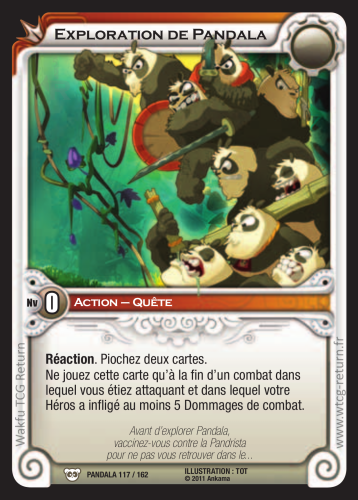 Exploration de Pandala
Nv 0 Action – Quête
Réaction. Piochez deux cartes.
Ne jouez cette carte qu'à la fin d'un combat dans
lequel vous étiez attaquant et dans lequel votre
Héros a infligé au moins 5 Dommages de combat.
Avant d'explorer Pandala,
vaccinez-vous contre la Pandrista
pour ne pas vous retrouver dans le...
PANDALA 117 / 162
ILLUSTRATION : TOT
© 2011 Ankama
Wakfu TCG Return
www.wtcg-return.fr